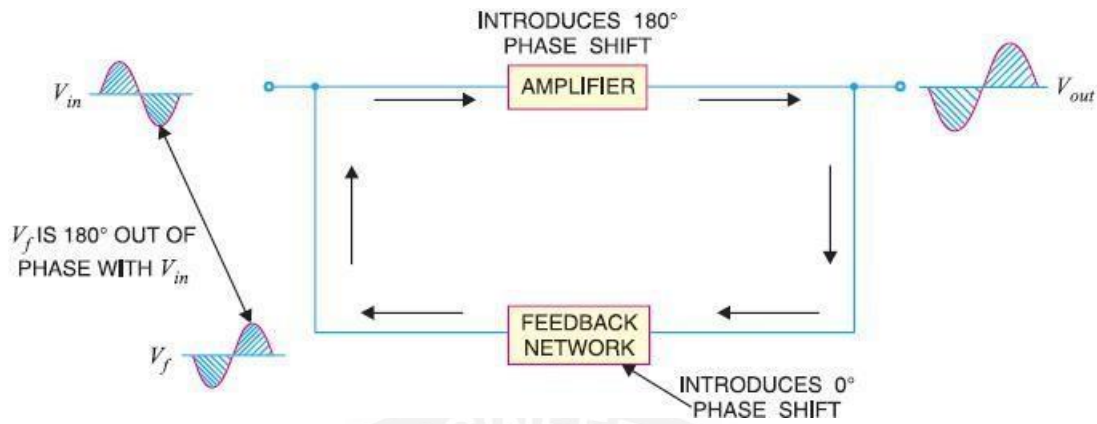 INTRODUCES 180°
PHASE SHIFT
AMPLIFIER
V_in
V_out
V_f IS 180° OUT OF
PHASE WITH V_in
V_f
FEEDBACK
NETWORK
INTRODUCES 0°
PHASE SHIFT